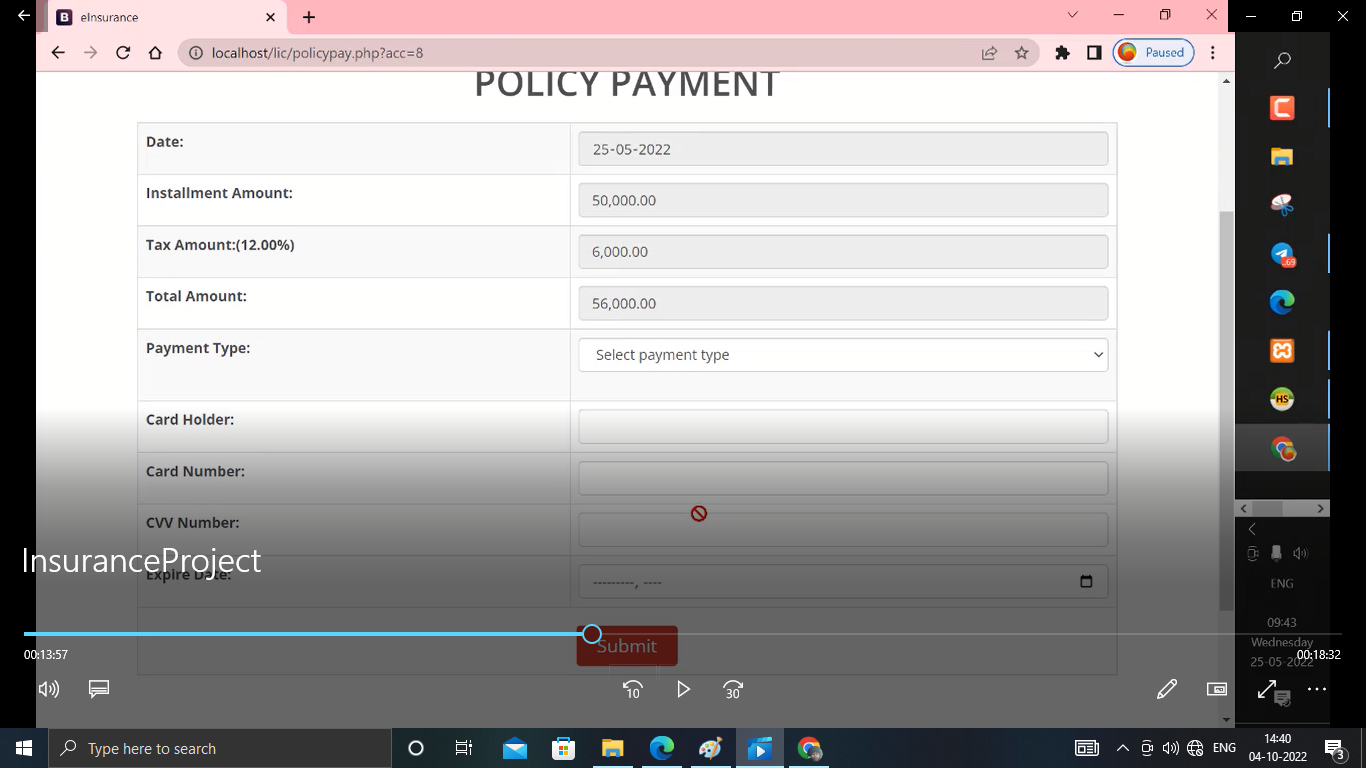 eInsurance
localhost/lic/policypay.php?acc=8
Paused
POLICY PAYMENT
Date:
25-05-2022
Installment Amount:
50,000.00
Tax Amount:(12.00%)
6,000.00
Total Amount:
56,000.00
Payment Type:
Select payment type
Card Holder:
Card Number:
CVV Number:
InsuranceProject
Expire Date:
---------, ----
Submit
00:13:57
00:18:32
10
30
69
HS
ENG
09:43
Wednesday
25-05-2022
Type here to search
ENG
14:40
04-10-2022
3